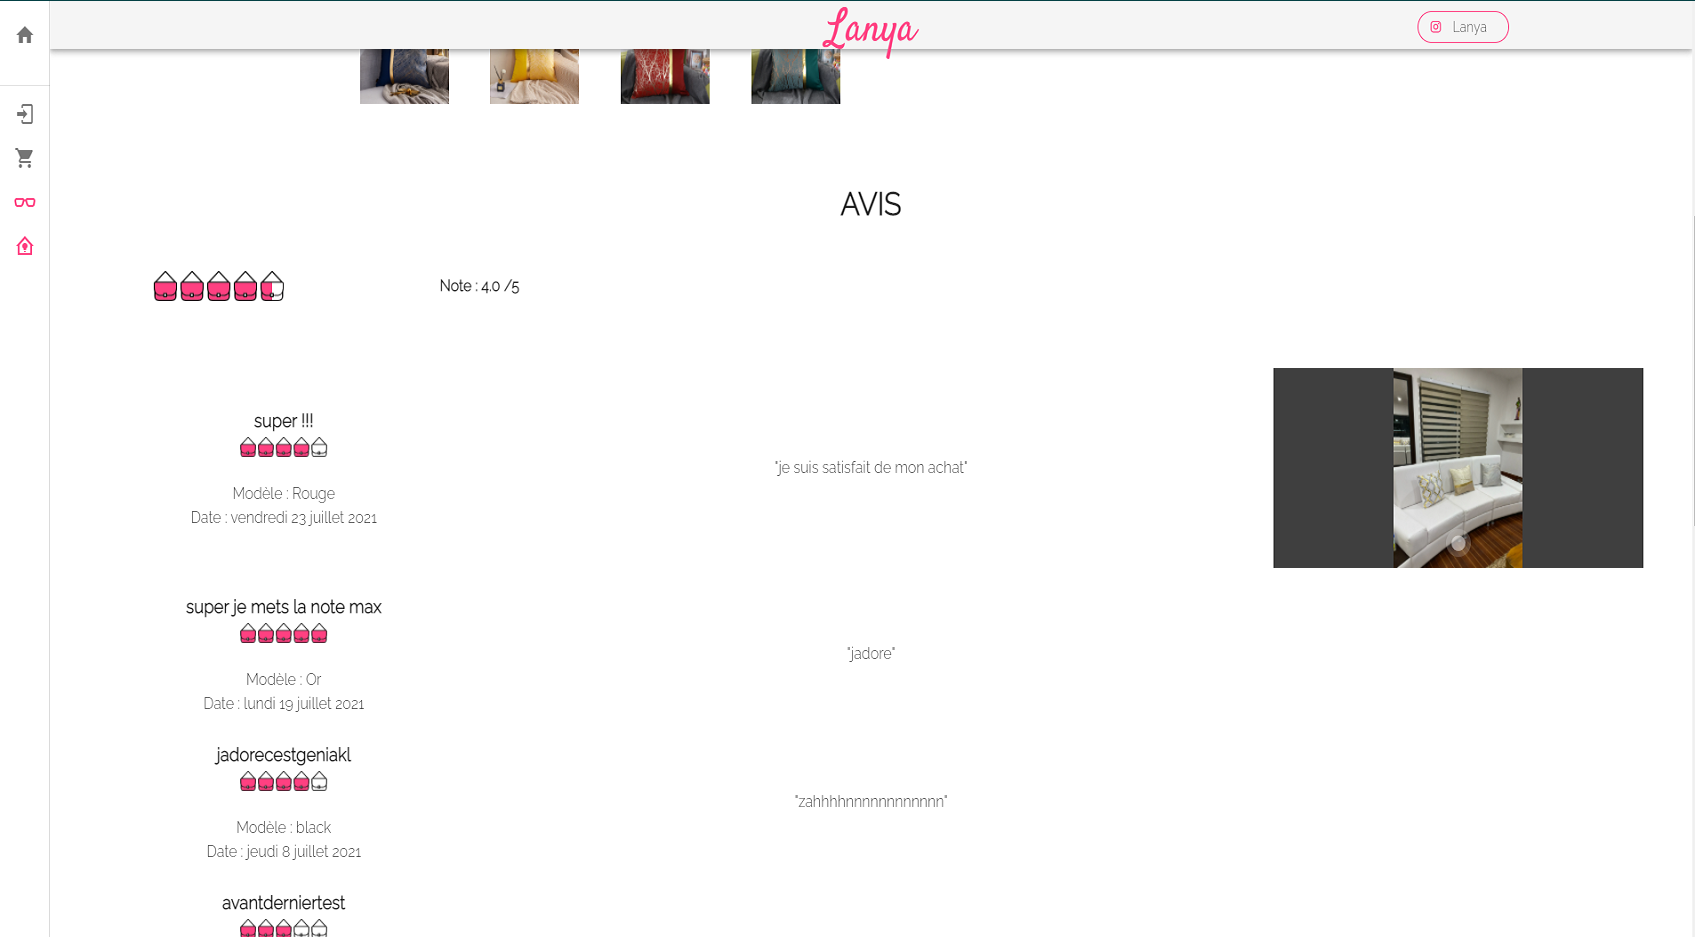 Lanya
Lanya
AVIS
Note : 4.0 /5
super !!!
Modèle : Rouge
Date : vendredi 23 juillet 2021
"je suis satisfait de mon achat"
super je mets la note max
Modèle : Or
Date : lundi 19 juillet 2021
"jadore"
jadorecestgeniakl
Modèle : black
Date : jeudi 8 juillet 2021
"zahhhhnnnnnnnnnnnn"
avantderniertest